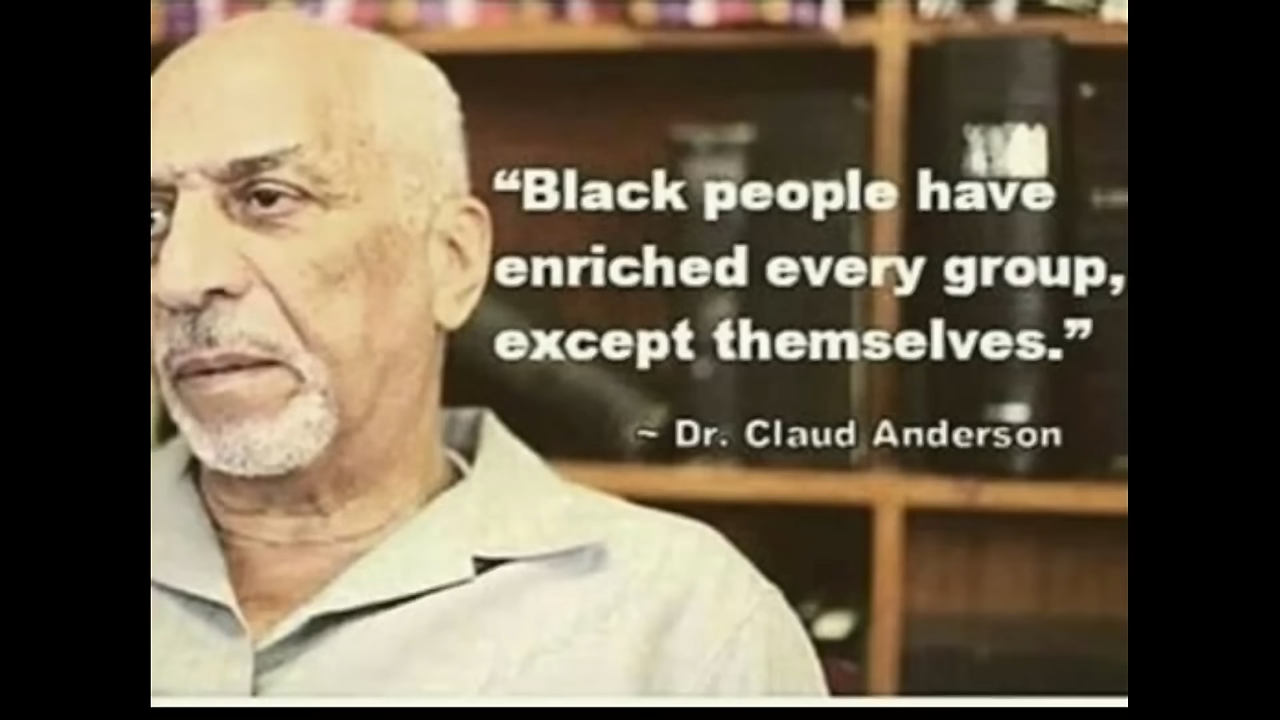 “Black people have
enriched every group,
except themselves.”
~ Dr. Claud Anderson